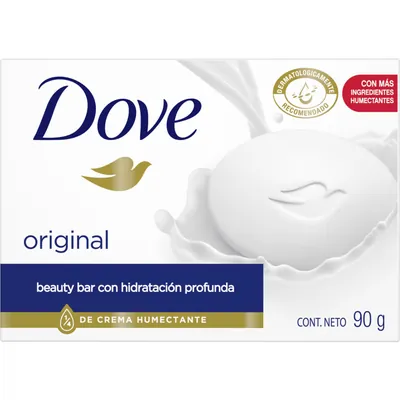 Dove
DERMATOLÓGICAMENTE
RECOMENDADO
CON MÁS
INGREDIENTES
HUMECTANTES
original
beauty bar con hidratación profunda
¼ DE CREMA HUMECTANTE
CONT. NETO 90 g